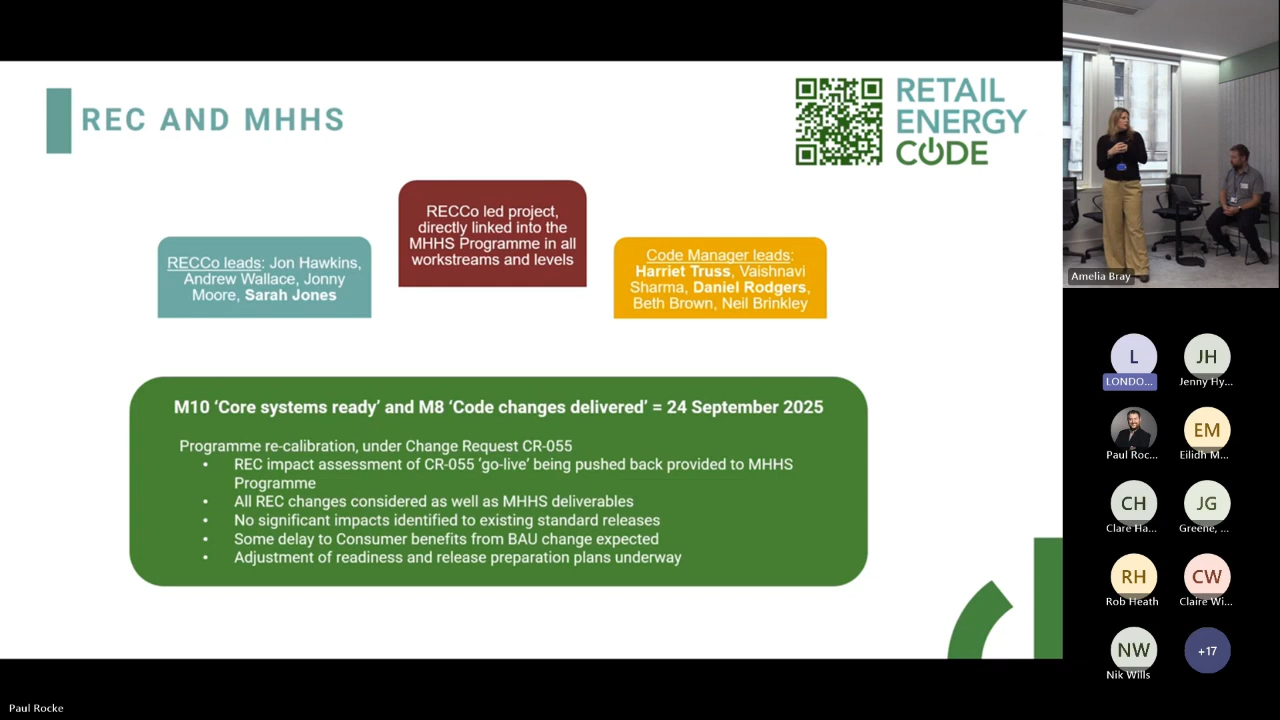 REC AND MHHS
RETAIL
ENERGY
CODE
RECCo led project,
directly linked into the
MHHS Programme in all
workstreams and levels
RECCo leads: Jon Hawkins,
Andrew Wallace, Jonny
Moore, Sarah Jones
Code Manager leads:
Harriet Truss, Vaishnavi
Sharma, Daniel Rodgers,
Beth Brown, Neil Brinkley
M10 ‘Core systems ready’ and M8 ‘Code changes delivered’ = 24 September 2025
Programme re-calibration, under Change Request CR-055
• REC impact assessment of CR-055 ‘go-live’ being pushed back provided to MHHS
Programme
• All REC changes considered as well as MHHS deliverables
• No significant impacts identified to existing standard releases
• Some delay to Consumer benefits from BAU change expected
• Adjustment of readiness and release preparation plans underway
Amelia Bray
L
JH
LONDO...
Jenny Hy...
EM
Paul Roc...
Eilidh M...
CH
JG
Clare Ha...
Greene, ...
RH
CW
Rob Heath
Claire Wi...
NW
+17
Nik Wills
Paul Rocke